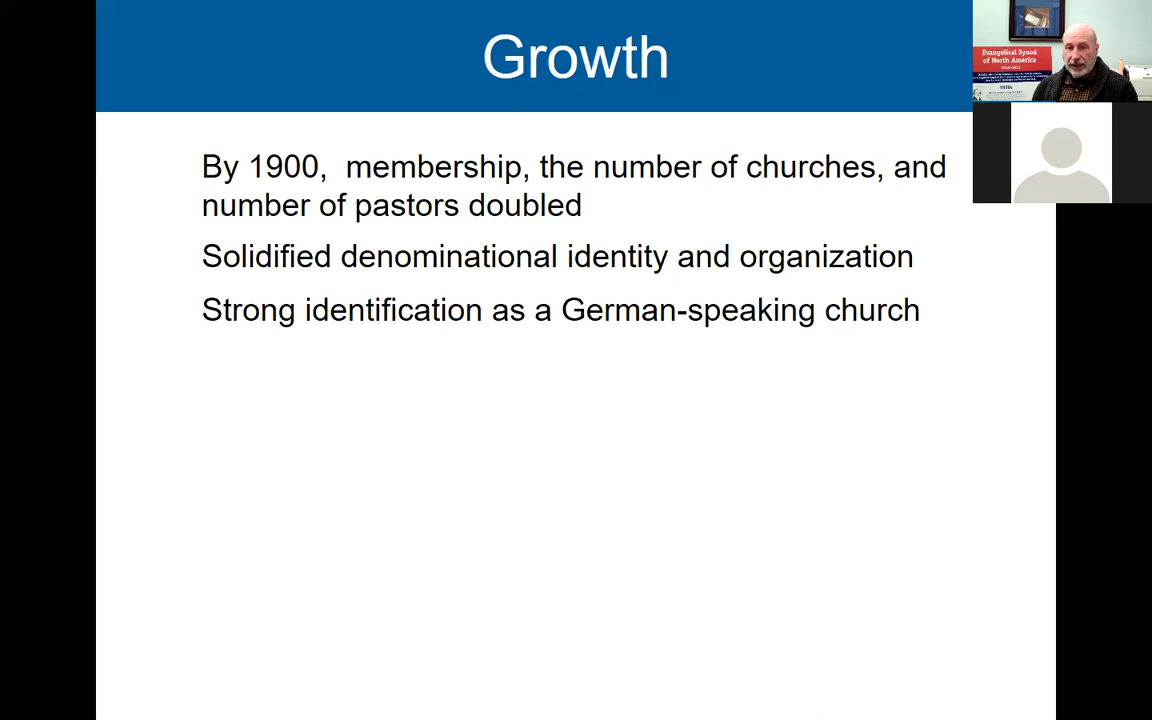 Growth
By 1900, membership, the number of churches, and
number of pastors doubled
Solidified denominational identity and organization
Strong identification as a German-speaking church
Evangelical Synod
of North America